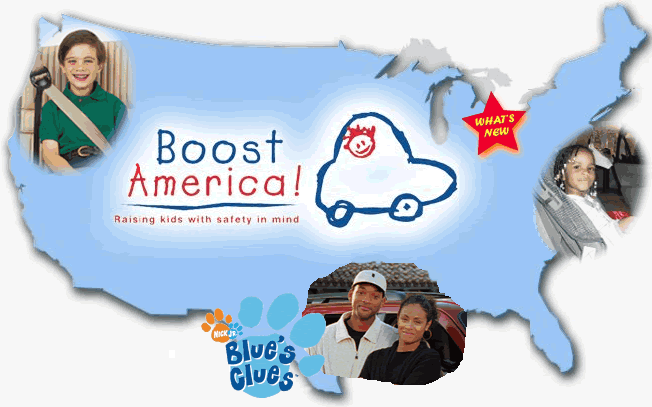 Boost
America!
Raising kids with safety in mind
WHAT'S
NEW
NICK JR.
Blue's
Clues